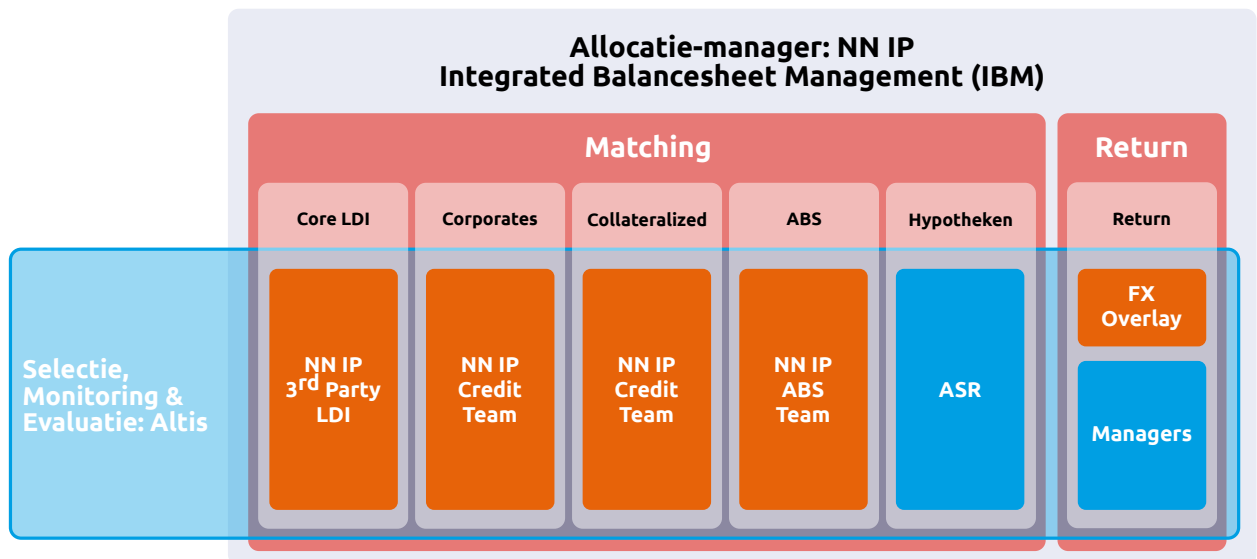 Allocatie-manager: NN IP
Integrated Balancesheet Management (IBM)
Matching
Return
Core LDI
Corporates
Collateralized
ABS
Hypotheken
Return
Selectie,
Monitoring &
Evaluatie: Altis
NN IP
3rd Party
LDI
NN IP
Credit
Team
NN IP
Credit
Team
NN IP
ABS
Team
ASR
FX
Overlay
Managers